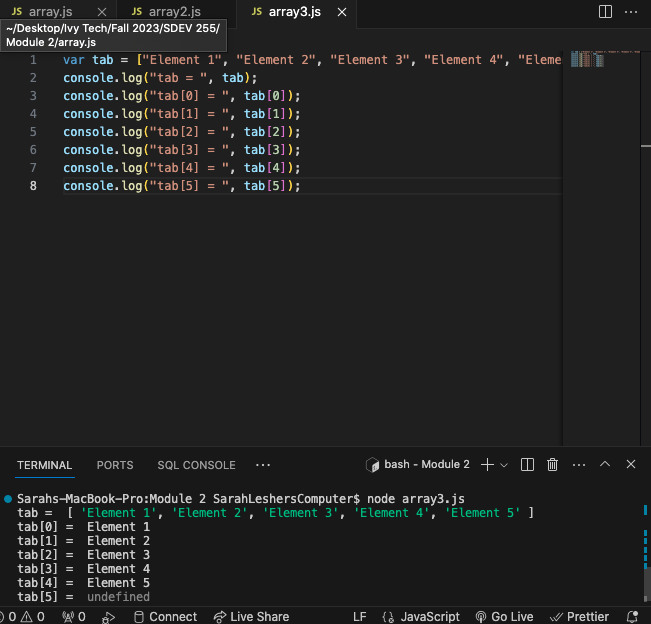 JS array.js × JS array2.js JS array3.js × ···
~/Desktop/Ivy Tech/Fall 2023/SDEV 255/
Module 2/array.js
1 var tab = ["Element 1", "Element 2", "Element 3", "Element 4", "Eleme
2 console.log("tab = ", tab);
3 console.log("tab[0] = ", tab[0]);
4 console.log("tab[1] = ", tab[1]);
5 console.log("tab[2] = ", tab[2]);
6 console.log("tab[3] = ", tab[3]);
7 console.log("tab[4] = ", tab[4]);
8 console.log("tab[5] = ", tab[5]);
TERMINAL PORTS SQL CONSOLE ··· bash - Module 2 + ···
Sarahs-MacBook-Pro:Module 2 SarahLeshersComputer$ node array3.js
tab =  [ 'Element 1', 'Element 2', 'Element 3', 'Element 4', 'Element 5' ]
tab[0] =  Element 1
tab[1] =  Element 2
tab[2] =  Element 3
tab[3] =  Element 4
tab[4] =  Element 5
tab[5] =  undefined
0 0 0 Connect Live Share LF {} JavaScript Go Live Prettier